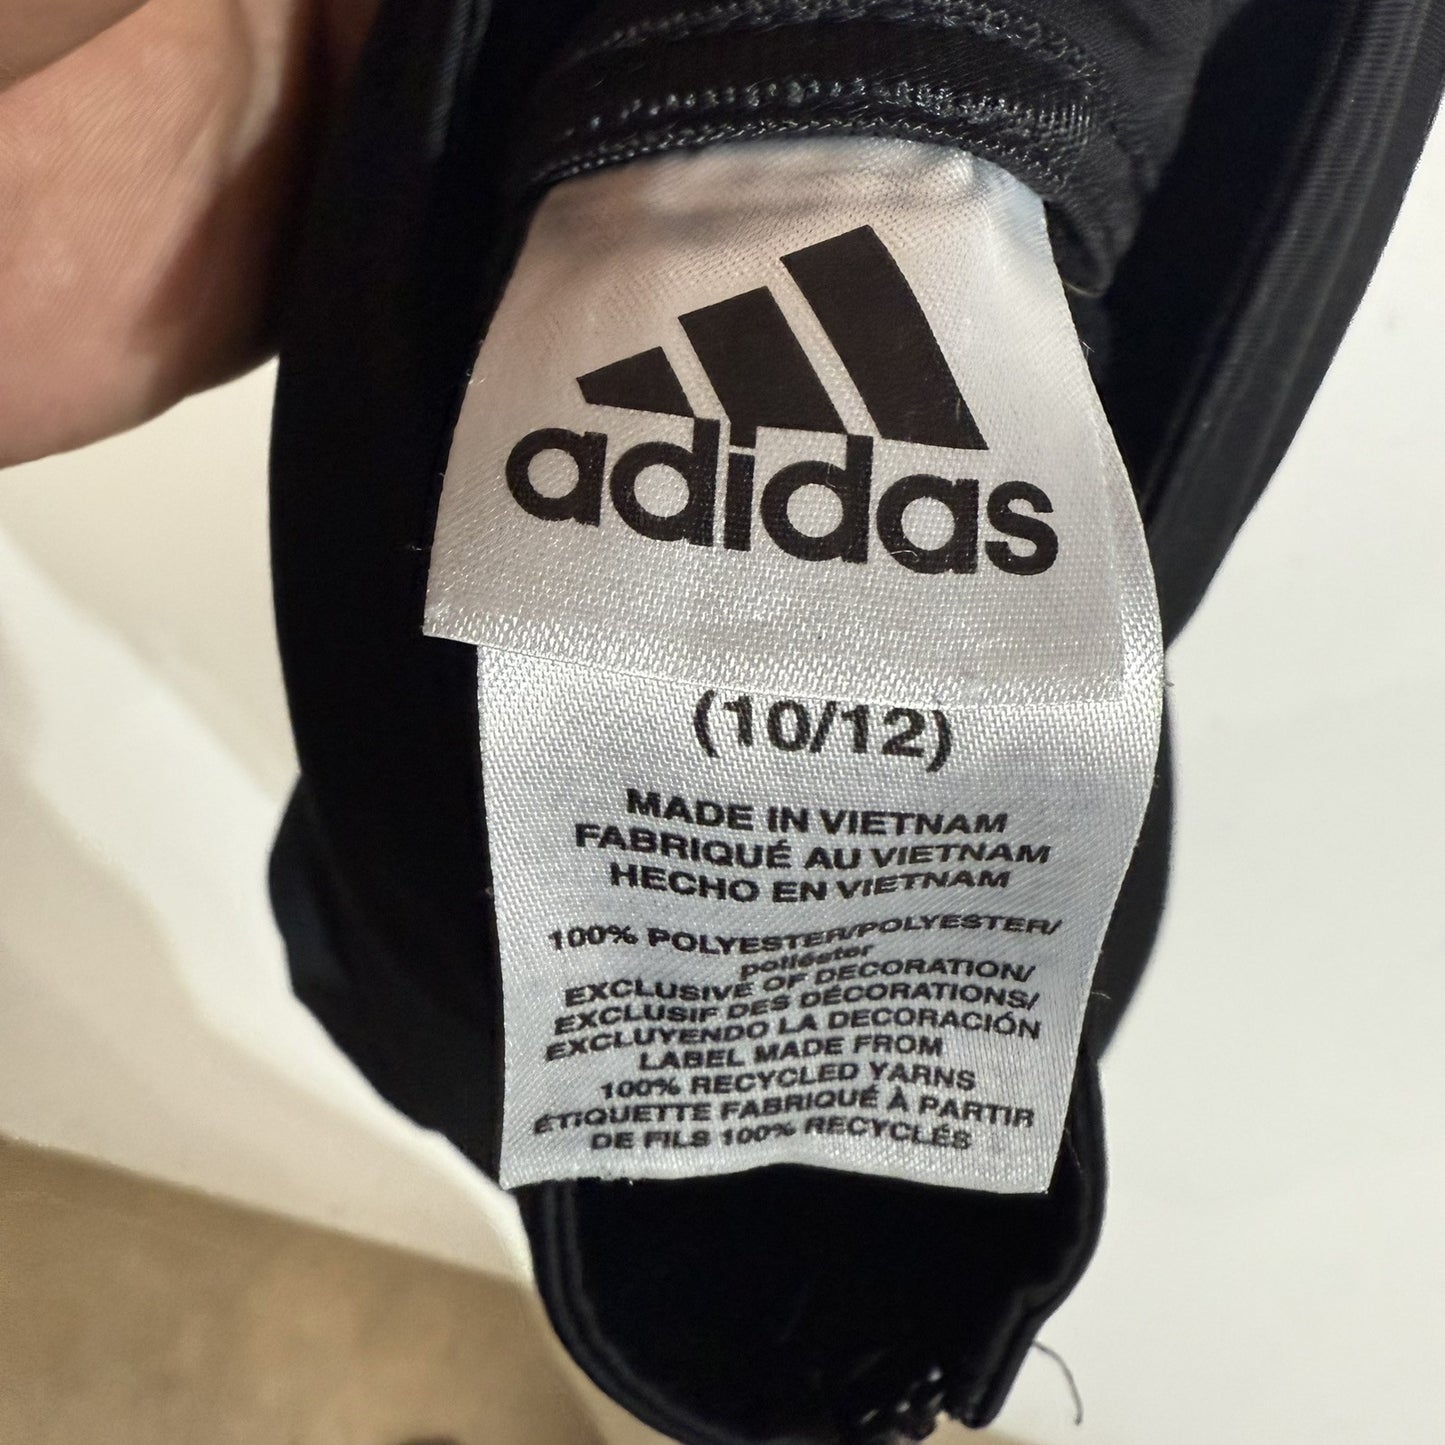 adidas
(10/12)
MADE IN VIETNAM
FABRIQUÉ AU VIETNAM
HECHO EN VIETNAM
100% POLYESTER/POLYESTER/
poliéster
EXCLUSIVE OF DECORATION/
EXCLUSIF DES DÉCORATIONS/
EXCLUYENDO LA DECORACIÓN
LABEL MADE FROM
100% RECYCLED YARNS
ÉTIQUETTE FABRIQUÉ À PARTIR
DE FILS 100% RECYCLÉS